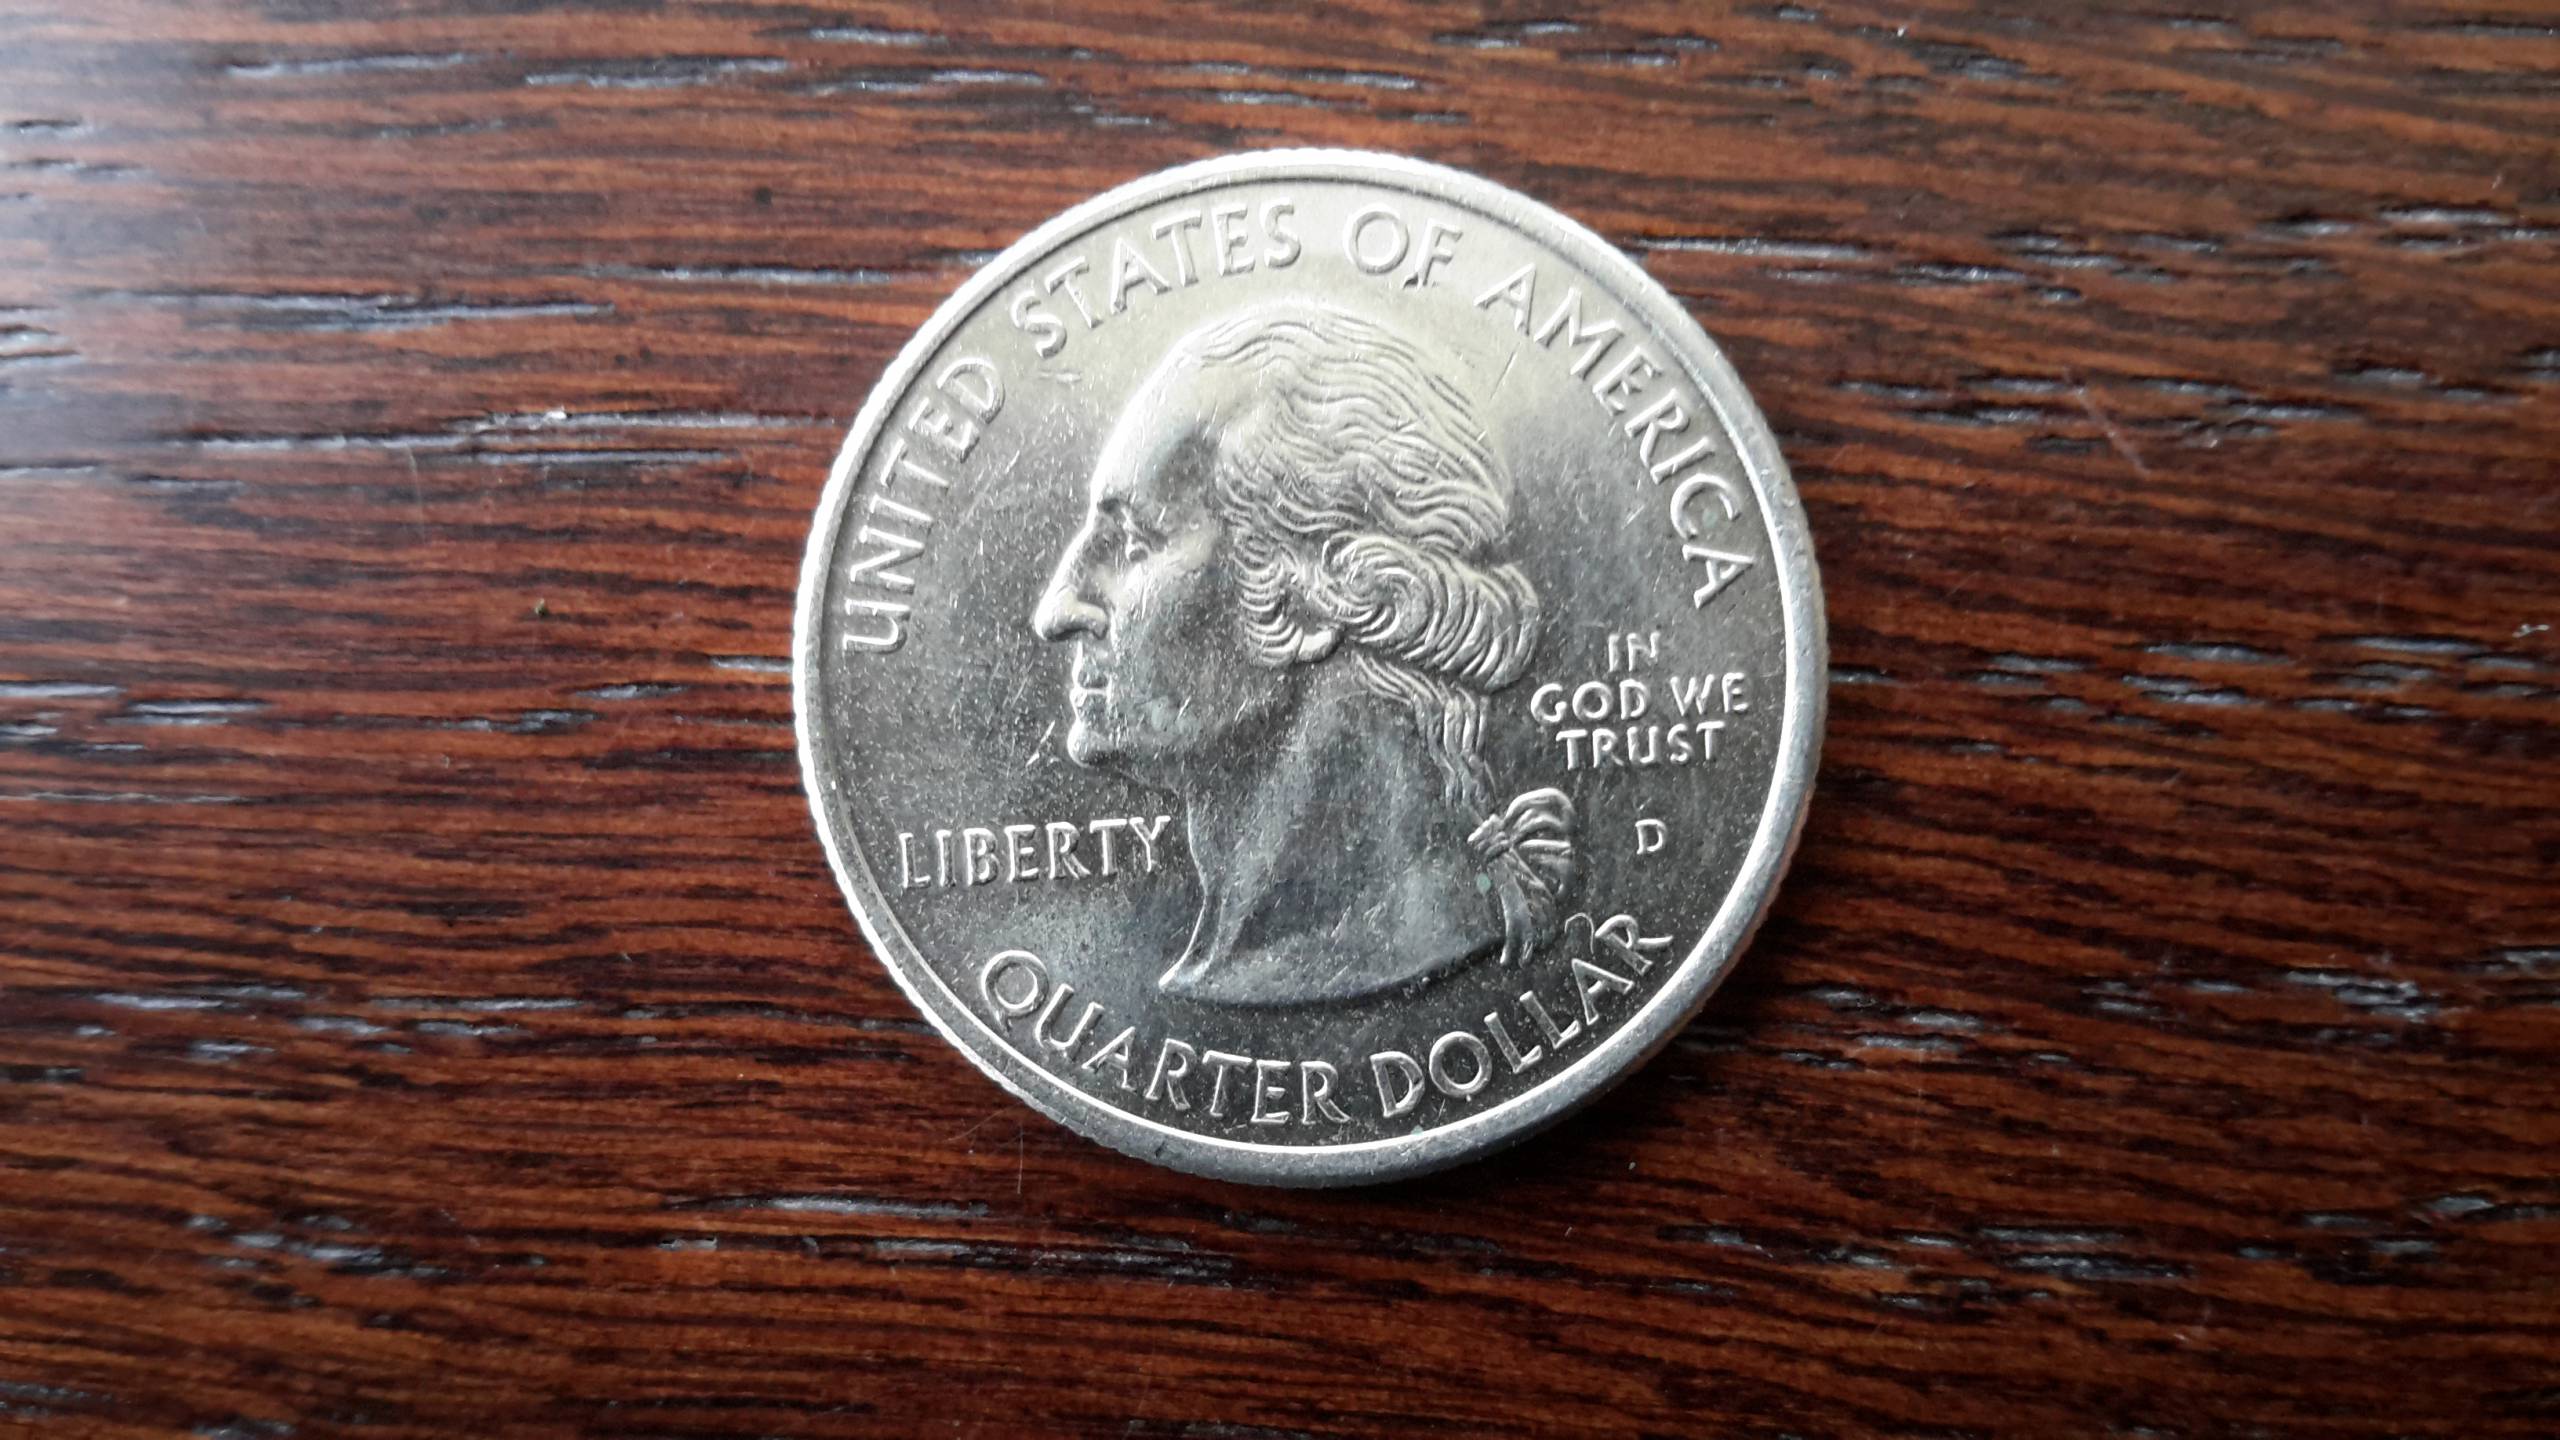 UNITED STATES OF AMERICA
IN
GOD WE
TRUST
LIBERTY
D
QUARTER DOLLAR